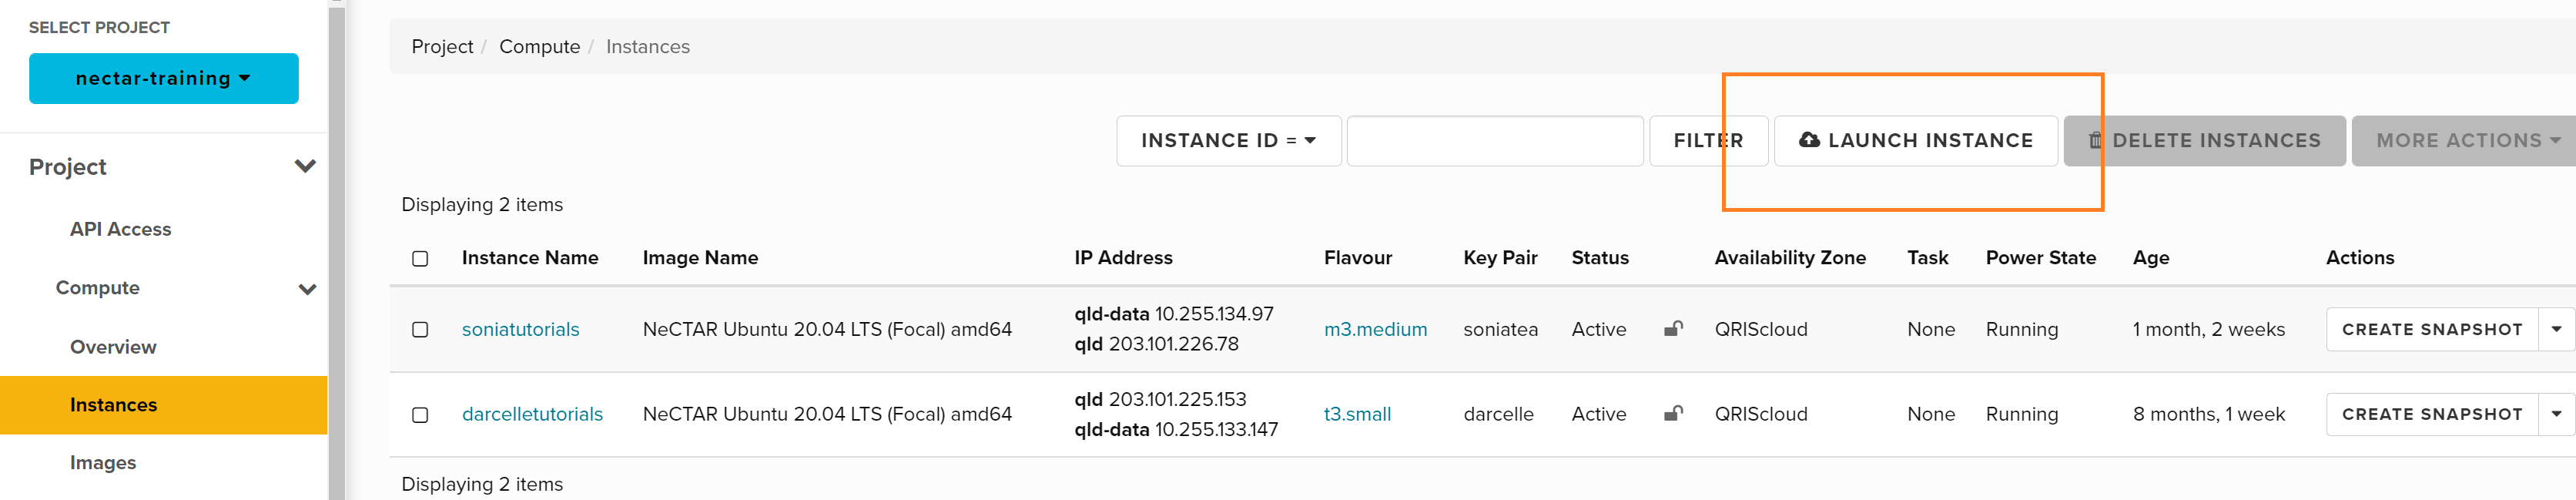 SELECT PROJECT
nectar-training
Project
API Access
Compute
Overview
Instances
Images
Project / Compute / Instances
INSTANCE ID = FILTER LAUNCH INSTANCE DELETE INSTANCES MORE ACTIONS
Displaying 2 items
Instance Name Image Name IP Address Flavour Key Pair Status Availability Zone Task Power State Age Actions
soniatutorials NeCTAR Ubuntu 20.04 LTS (Focal) amd64 qld-data 10.255.134.97 m3.medium soniatea Active QRIScloud None Running 1 month, 2 weeks CREATE SNAPSHOT
qld 203.101.226.78
darcelletutorials NeCTAR Ubuntu 20.04 LTS (Focal) amd64 qld 203.101.225.153 t3.small darcelle Active QRIScloud None Running 8 months, 1 week CREATE SNAPSHOT
qld-data 10.255.133.147
Displaying 2 items